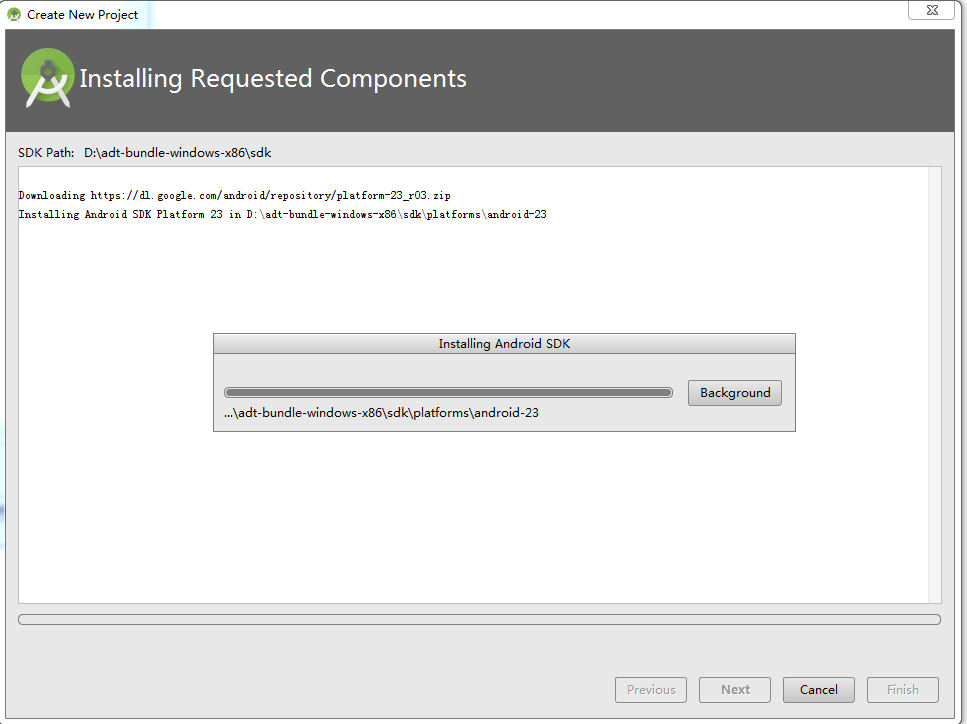 Create New Project
Installing Requested Components
SDK Path: D:\adt-bundle-windows-x86\sdk
Downloading https://dl.google.com/android/repository/platform-23_r03.zip
Installing Android SDK Platform 23 in D:\adt-bundle-windows-x86\sdk\platforms\android-23
Installing Android SDK
Background
...\adt-bundle-windows-x86\sdk\platforms\android-23
Previous Next Cancel Finish